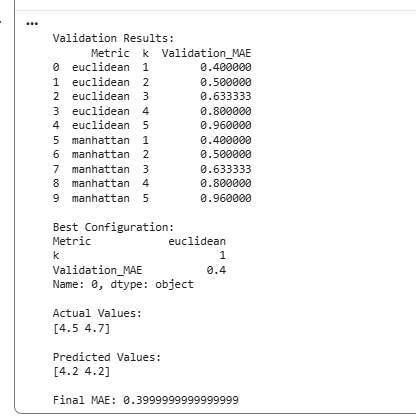 ...
Validation Results:
Metric k Validation_MAE
0 euclidean 1 0.400000
1 euclidean 2 0.500000
2 euclidean 3 0.633333
3 euclidean 4 0.800000
4 euclidean 5 0.960000
5 manhattan 1 0.400000
6 manhattan 2 0.500000
7 manhattan 3 0.633333
8 manhattan 4 0.800000
9 manhattan 5 0.960000
Best Configuration:
Metric euclidean
k 1
Validation_MAE 0.4
Name: 0, dtype: object
Actual Values:
[4.5 4.7]
Predicted Values:
[4.2 4.2]
Final MAE: 0.3999999999999999